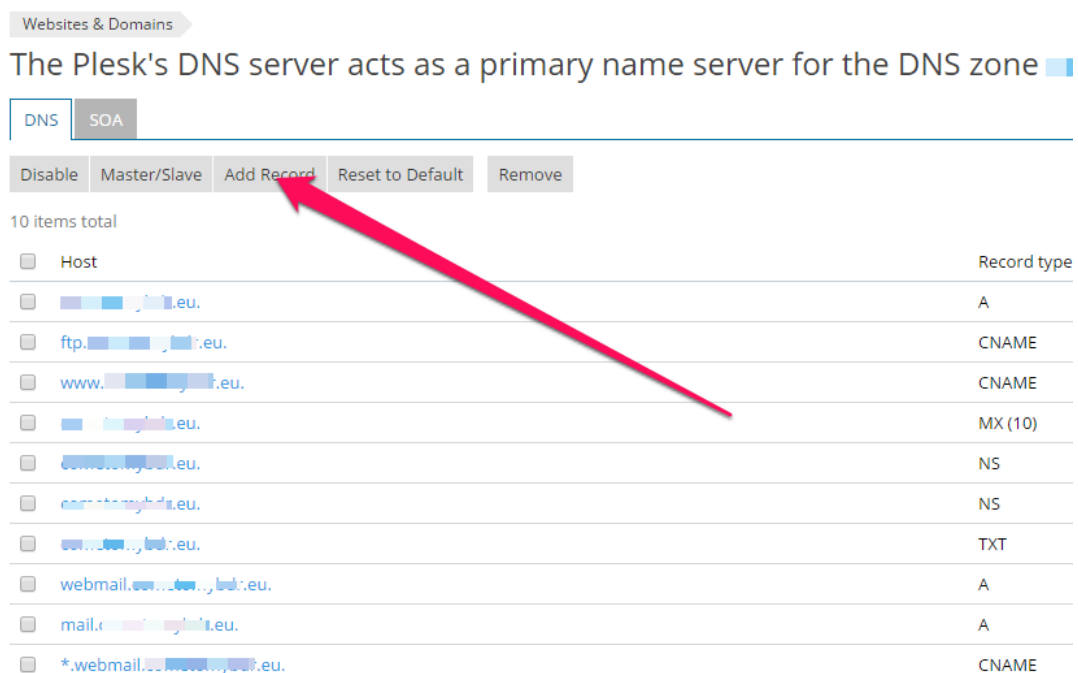 Websites & Domains
The Plesk's DNS server acts as a primary name server for the DNS zone
DNS SOA
Disable Master/Slave Add Record Reset to Default Remove
10 items total
Host Record type
.eu. A
ftp. .eu. CNAME
www. .eu. CNAME
.eu. MX (10)
.eu. NS
.eu. NS
.eu. TXT
webmail. .eu. A
mail. .eu. A
*.webmail. .eu. CNAME